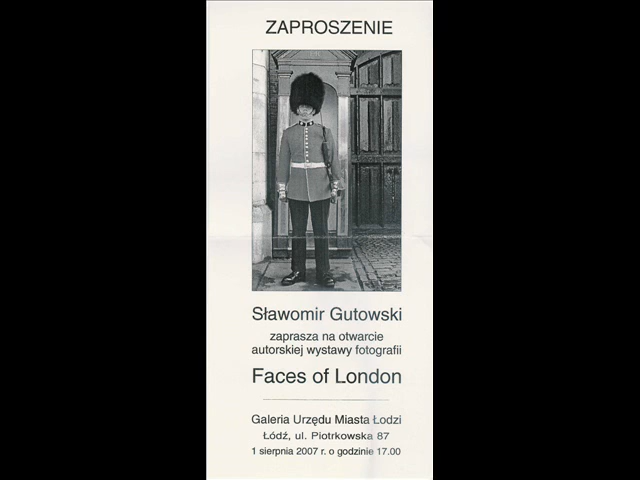 ZAPROSZENIE
Sławomir Gutowski
zaprasza na otwarcie
autorskiej wystawy fotografii
Faces of London
Galeria Urzędu Miasta Łodzi
Łódź, ul. Piotrkowska 87
1 sierpnia 2007 r. o godzinie 17.00